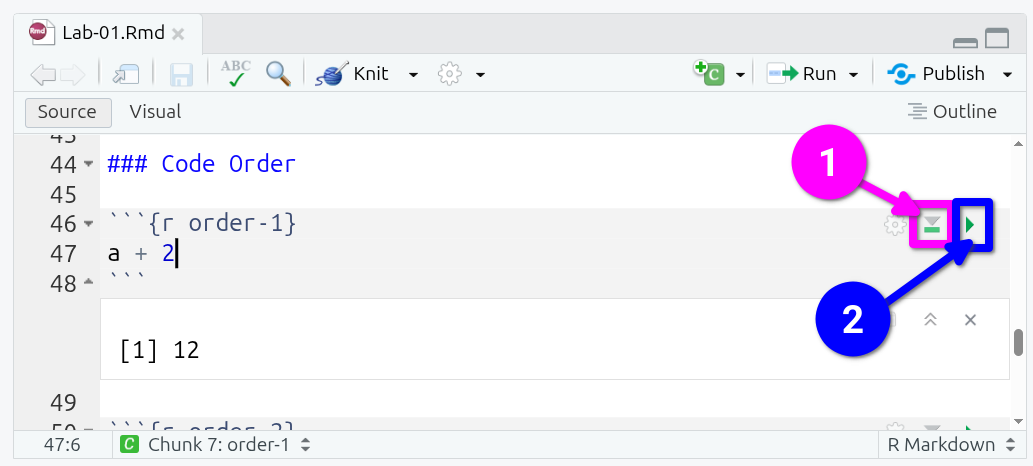 Lab-01.Rmd
ABC Knit Run Publish
Source Visual Outline
44 ### Code Order
45
46 ```{r order-1}
47 a + 2
48 ```
[1] 12
49
50 ```{r order-2}
47:6 C Chunk 7: order-1 R Markdown
1
2